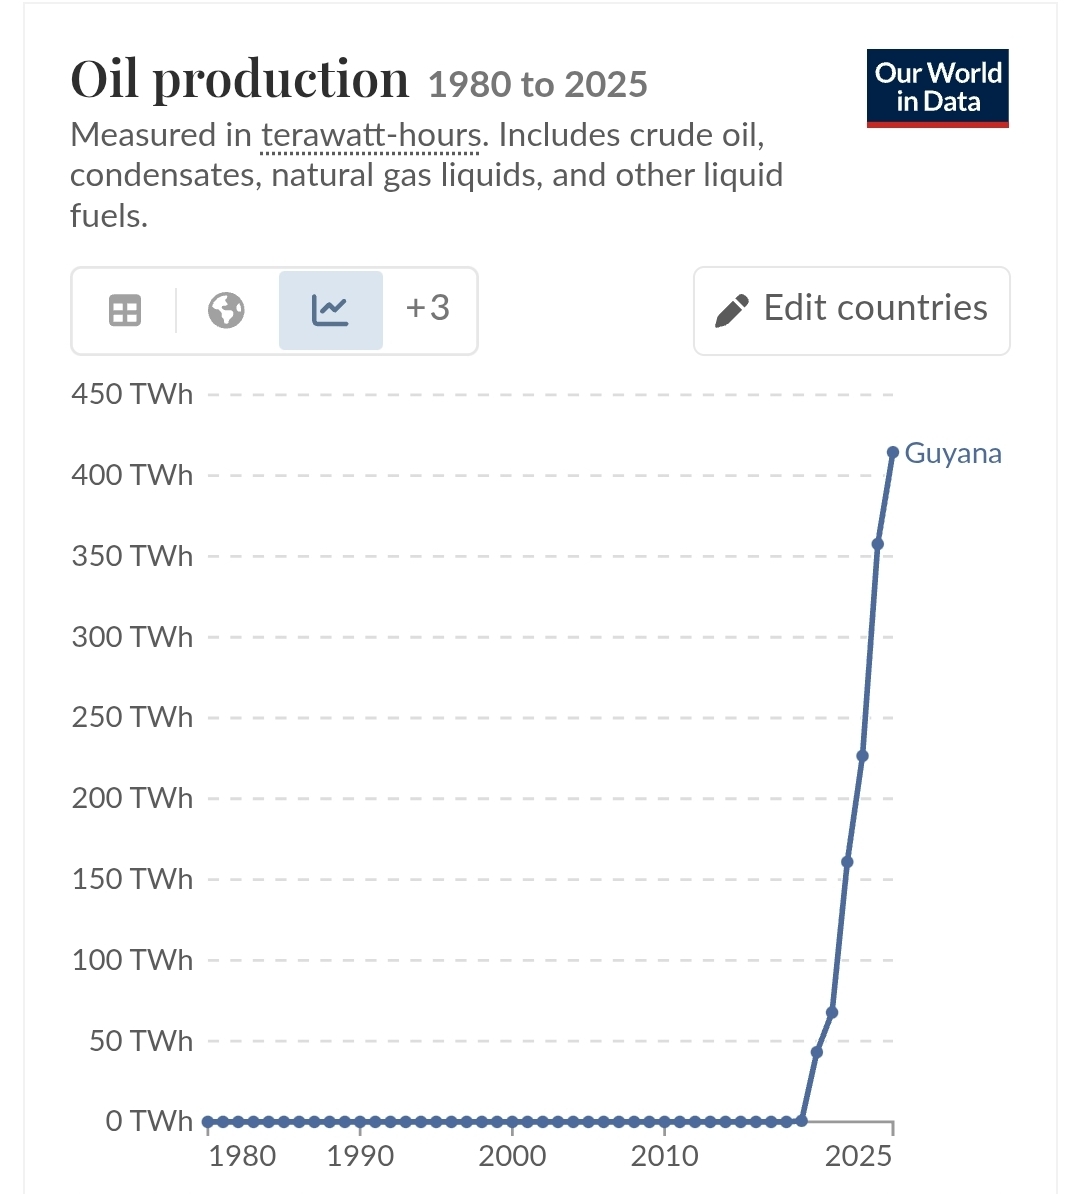 Oil production 1980 to 2025
Our World
in Data
Measured in terawatt-hours. Includes crude oil,
condensates, natural gas liquids, and other liquid
fuels.
+3
Edit countries
450 TWh
Guyana
400 TWh
350 TWh
300 TWh
250 TWh
200 TWh
150 TWh
100 TWh
50 TWh
0 TWh
1980 1990 2000 2010 2025